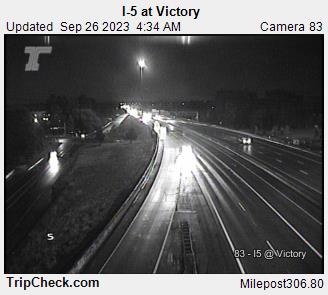 I-5 at Victory
Updated Sep 26 2023 4:34 AM Camera 83
T
S
83 - I5 @ Victory
TripCheck.com Milepost306.80